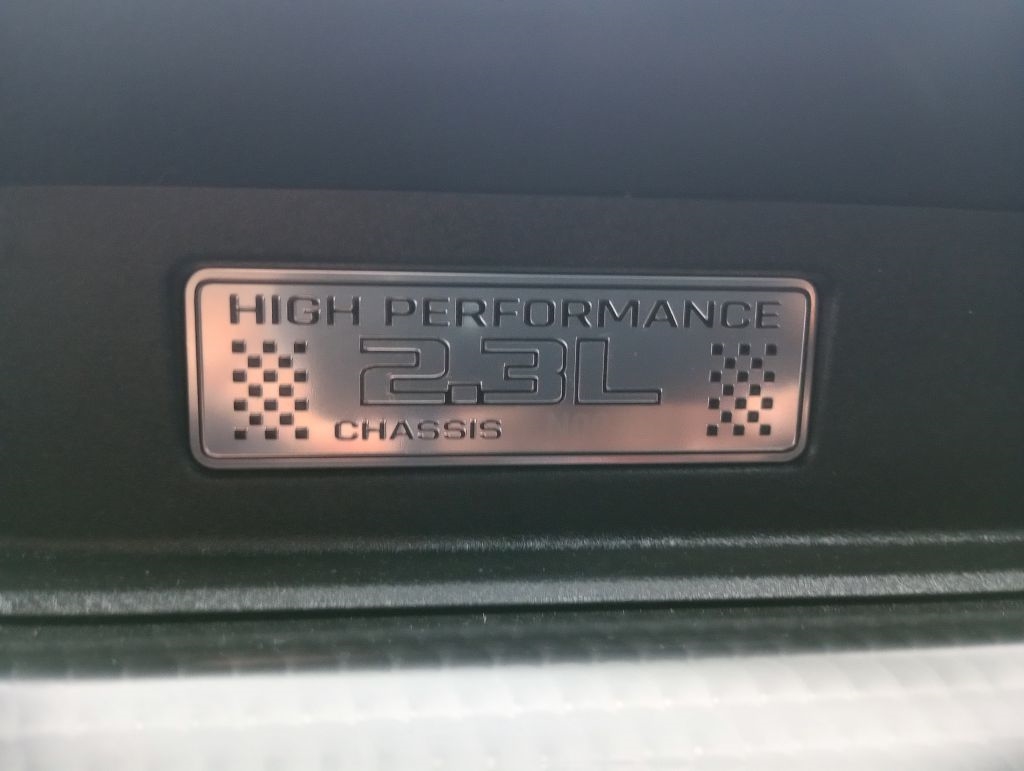 HIGH PERFORMANCE
2.3L
CHASSIS